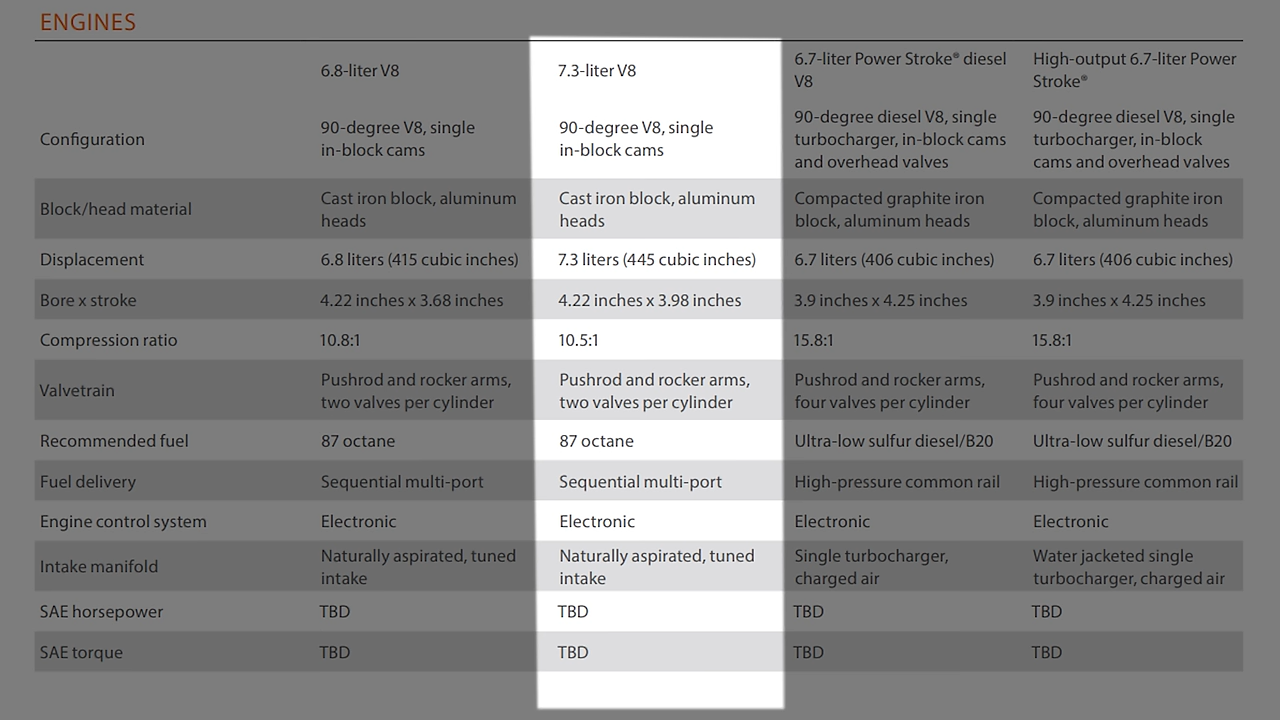 ENGINES
6.8-liter V8
7.3-liter V8
6.7-liter Power Stroke® diesel
V8
High-output 6.7-liter Power
Stroke®
Configuration
90-degree V8, single
in-block cams
90-degree V8, single
in-block cams
90-degree diesel V8, single
turbocharger, in-block cams
and overhead valves
90-degree diesel V8, single
turbocharger, in-block
cams and overhead valves
Block/head material
Cast iron block, aluminum
heads
Cast iron block, aluminum
heads
Compacted graphite iron
block, aluminum heads
Compacted graphite iron
block, aluminum heads
Displacement
6.8 liters (415 cubic inches)
7.3 liters (445 cubic inches)
6.7 liters (406 cubic inches)
6.7 liters (406 cubic inches)
Bore x stroke
4.22 inches x 3.68 inches
4.22 inches x 3.98 inches
3.9 inches x 4.25 inches
3.9 inches x 4.25 inches
Compression ratio
10.8:1
10.5:1
15.8:1
15.8:1
Valvetrain
Pushrod and rocker arms,
two valves per cylinder
Pushrod and rocker arms,
two valves per cylinder
Pushrod and rocker arms,
four valves per cylinder
Pushrod and rocker arms,
four valves per cylinder
Recommended fuel
87 octane
87 octane
Ultra-low sulfur diesel/B20
Ultra-low sulfur diesel/B20
Fuel delivery
Sequential multi-port
Sequential multi-port
High-pressure common rail
High-pressure common rail
Engine control system
Electronic
Electronic
Electronic
Electronic
Intake manifold
Naturally aspirated, tuned
intake
Naturally aspirated, tuned
intake
Single turbocharger,
charged air
Water jacketed single
turbocharger, charged air
SAE horsepower
TBD
TBD
TBD
TBD
SAE torque
TBD
TBD
TBD
TBD